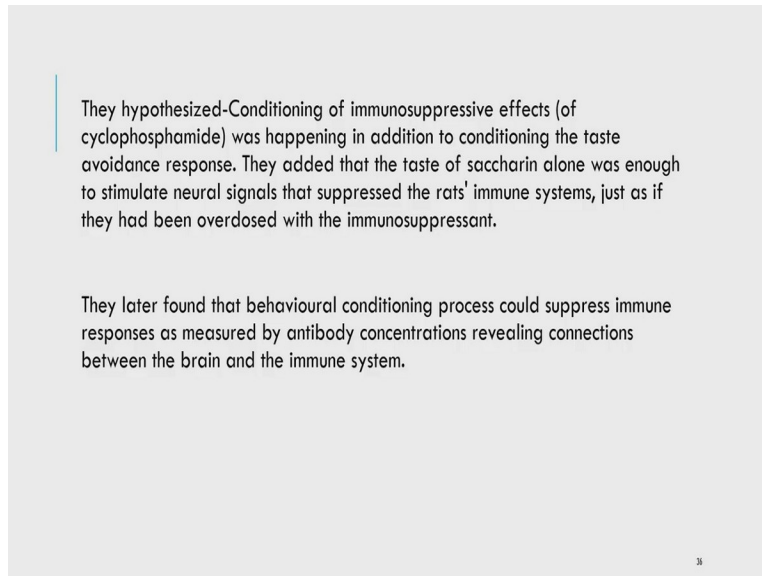 They hypothesized-Conditioning of immunosuppressive effects (of
cyclophosphamide) was happening in addition to conditioning the taste
avoidance response. They added that the taste of saccharin alone was enough
to stimulate neural signals that suppressed the rats' immune systems, just as if
they had been overdosed with the immunosuppressant.
They later found that behavioural conditioning process could suppress immune
responses as measured by antibody concentrations revealing connections
between the brain and the immune system.
36